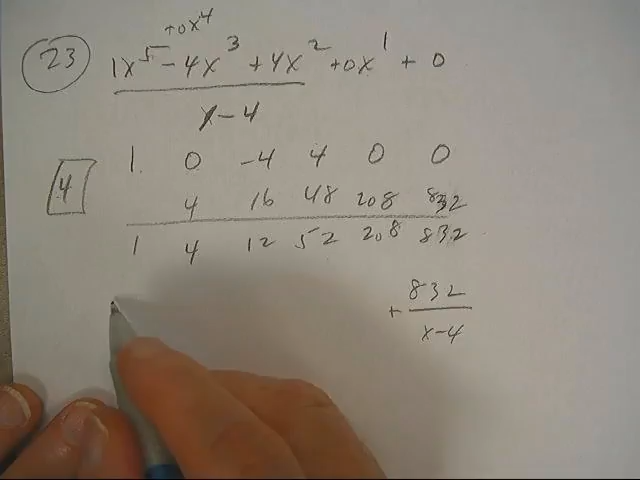 +0x⁴
23 1x⁵ - 4x³ + 4x² + 0x¹ + 0
x-4
1 0 -4 4 0 0
4 4 16 48 208 832
1 4 12 52 208 832
+ 832
x-4